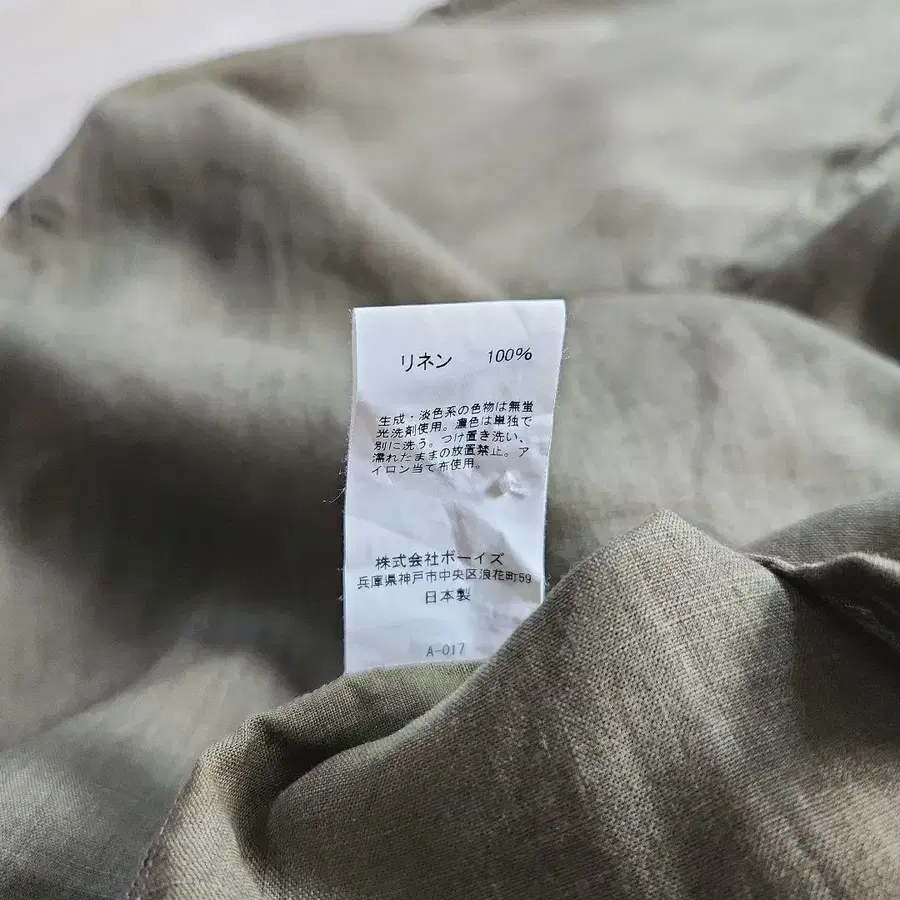 リネン 100%
生成・淡色系の色物は無蛍
光洗剤使用。濃色は単独で
別に洗う。つけ置き洗い、
濡れたままの放置禁止。ア
イロン当て布使用。
株式会社ボーイズ
兵庫県神戸市中央区浪花町59
日本製
A-017